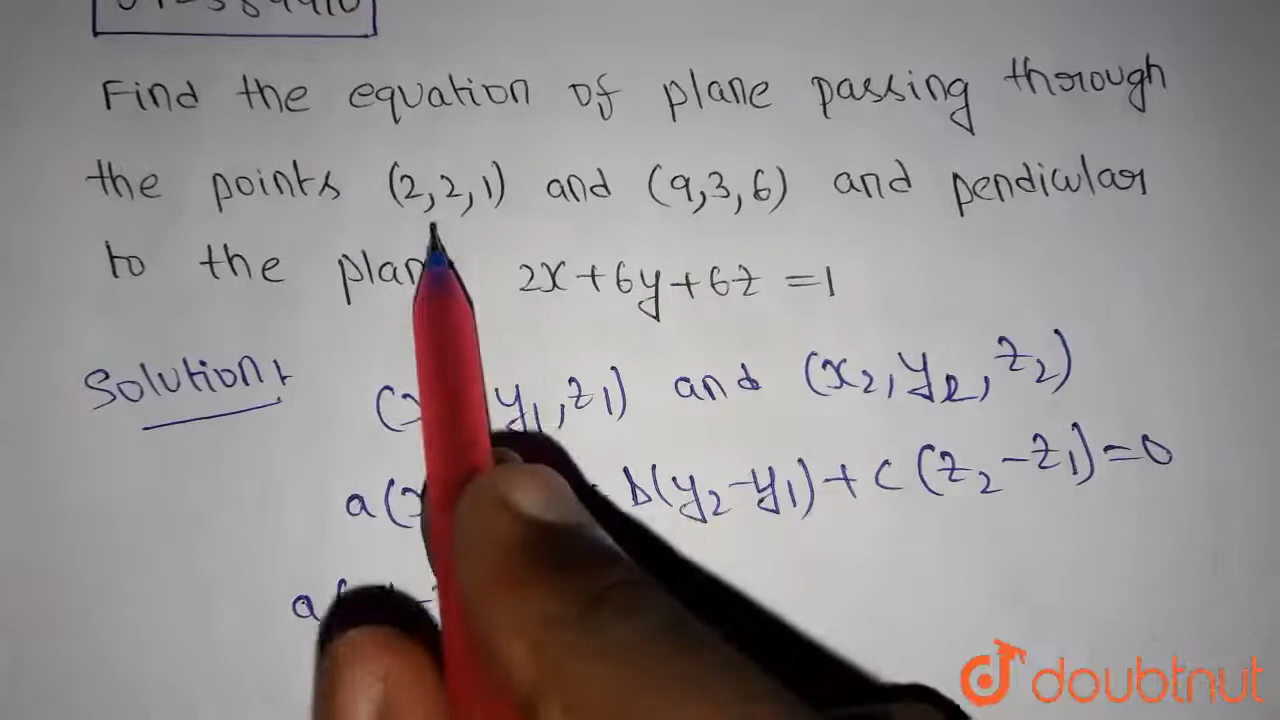 Find the equation of plane passing through
the points (2,2,1) and (9,3,6) and pendicular
to the plan 2x+6y+6z =1
Solution:
y1,z1) and (x2,y2,z2)
a( b(y2-y1)+c(z2-z1)=0
a(
doubtnut